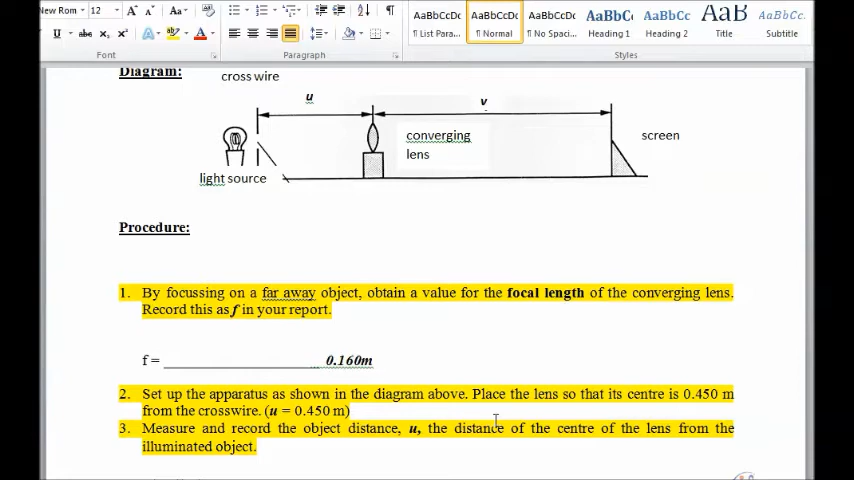 New Rom 12 A A Aa
U abc x₂ x² A A
AaBbCcDc AaBbCcDc AaBbCcDc AaBbCc AaBbCc AaB AaBbCc.
¶ List Para... ¶ Normal ¶ No Spaci... Heading 1 Heading 2 Title Subtitle
Font Paragraph Styles
Diagram:
cross wire
u v
converging
lens
screen
light source
Procedure:
1. By focussing on a far away object, obtain a value for the focal length of the converging lens.
Record this as f in your report.
f = ____________________ 0.160m
2. Set up the apparatus as shown in the diagram above. Place the lens so that its centre is 0.450 m
from the crosswire. (u = 0.450 m)
3. Measure and record the object distance, u, the distance of the centre of the lens from the
illuminated object.